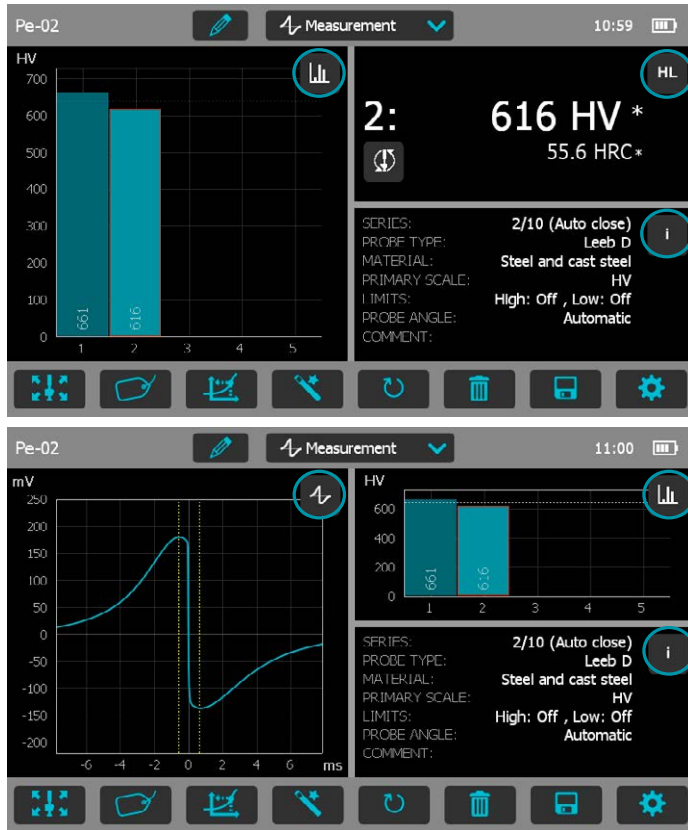 Pe-02
Measurement
10:59
HV
700
600
500
400
300
200
100
0
661
616
1 2 3 4 5
HL
2: 616 HV *
55.6 HRC*
i
SERIES: 2/10 (Auto close)
PROBE TYPE: Leeb D
MATERIAL: Steel and cast steel
PRIMARY SCALE: HV
LIMITS: High: Off , Low: Off
PROBE ANGLE: Automatic
COMMENT:
Pe-02
Measurement
11:00
mV
250
200
150
100
50
0
-50
-100
-150
-200
-6 -4 -2 0 2 4 6 ms
HV
600
400
200
0
661
616
1 2 3 4 5
i
SERIES: 2/10 (Auto close)
PROBE TYPE: Leeb D
MATERIAL: Steel and cast steel
PRIMARY SCALE: HV
LIMITS: High: Off , Low: Off
PROBE ANGLE: Automatic
COMMENT: